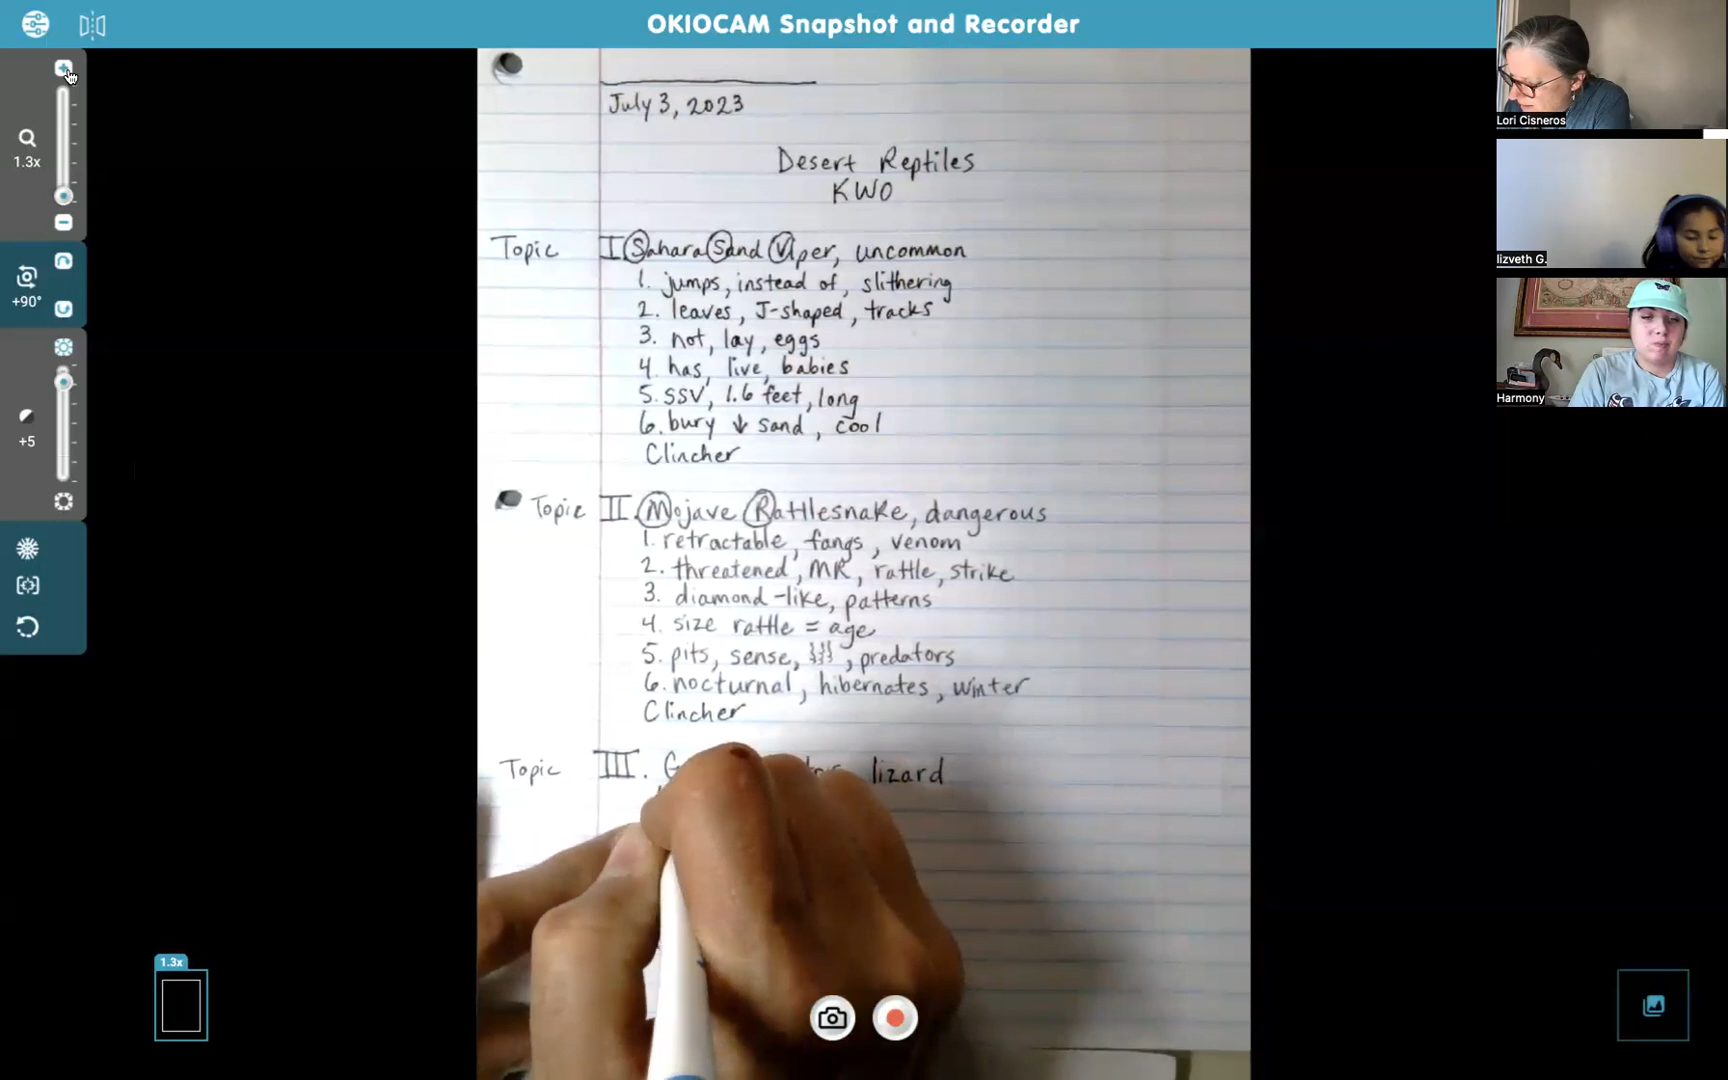 OKIOCAM Snapshot and Recorder
1.3x
+90°
+5
1.3x
July 3, 2023
Desert Reptiles
KWO
Topic I Sahara Sand Viper, uncommon
1. jumps, instead of, slithering
2. leaves, J-shaped, tracks
3. not, lay, eggs
4. has, live, babies
5. SSV, 1.6 feet, long
6. bury ↓ sand, cool
Clincher
Topic II. Mojave Rattlesnake, dangerous
1. retractable, fangs, venom
2. threatened, MR, rattle, strike
3. diamond-like, patterns
4. size rattle = age
5. pits, sense, , predators
6. nocturnal, hibernates, winter
Clincher
Topic III. lizard
Lori Cisneros
lizveth G.
Harmony